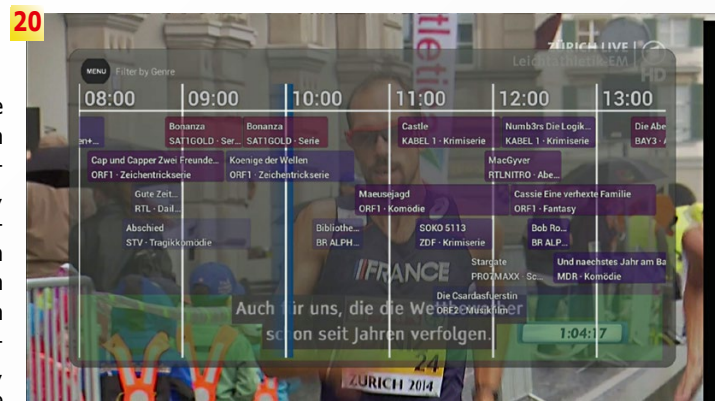 20
ZÜRICH LIVE
Leichtathletik-EM
HD
MENU Filter by Genre
08:00 09:00 10:00 11:00 12:00 13:00
Bonanza
SAT1GOLD · Ser...
Bonanza
SAT1GOLD · Serie
Castle
KABEL 1 · Krimiserie
Numb3rs Die Logik...
KABEL 1 · Krimiserie
Die Abe
BAY3 ·
Cap und Capper Zwei Freunde...
ORF1 · Zeichentrickserie
Koenige der Wellen
ORF1 · Zeichentrickserie
MacGyver
RTLNITRO · Abe...
Gute Zeit...
RTL · Dail...
Maeusejagd
ORF1 · Komödie
Cassie Eine verhexte Familie
ORF1 · Fantasy
Abschied
STV · Tragikkomödie
Bibliothe...
BR ALPH...
SOKO 5113
ZDF · Krimiserie
Bob Ro...
BR ALP...
Stargate
PRO7MAXX · Sc...
Und naechstes Jahr am Ba
MDR · Komödie
Die Csardasfuerstin
ORF2 · Musikfilm
FRANCE
Auch für uns, die die
schon seit Jahren verfolgen.
1:04:17
24
ZÜRICH 2014